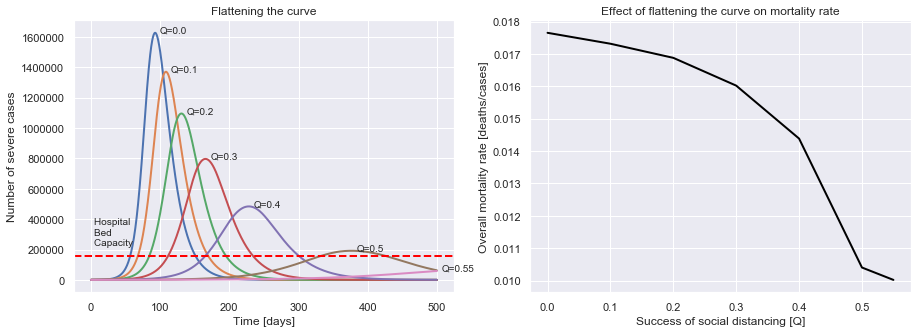 Flattening the curve
Number of severe cases
1600000
1400000
1200000
1000000
800000
600000
400000
200000
0
Q=0.0
Q=0.1
Q=0.2
Q=0.3
Q=0.4
Q=0.5
Q=0.55
Hospital
Bed
Capacity
0 100 200 300 400 500
Time [days]
Effect of flattening the curve on mortality rate
Overall mortality rate [deaths/cases]
0.018
0.017
0.016
0.015
0.014
0.013
0.012
0.011
0.010
0.0 0.1 0.2 0.3 0.4 0.5
Success of social distancing [Q]